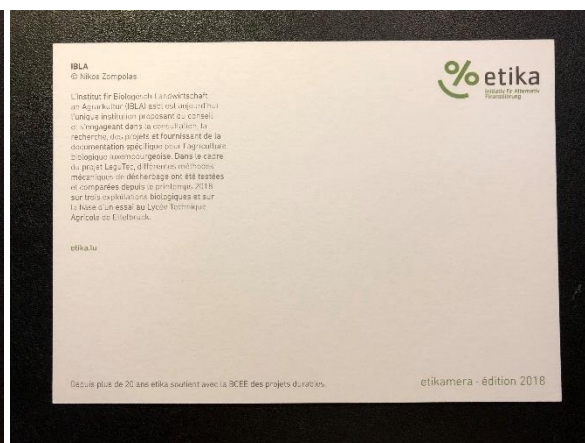 IBLA
© Nikos Zompolas
L'Institut fir Biologesch Landwirtschaft
an Agrarkultur (IBLA) asbl est aujourd'hui
l'unique institution proposant du conseil
et s'engageant dans la consultation, la
recherche, des projets et fournissant de la
documentation spécifique pour l'agriculture
biologique luxembourgeoise. Dans le cadre
du projet LeguTec, différentes méthodes
mécaniques de désherbage ont été testées
et comparées depuis le printemps 2018
sur trois exploitations biologiques et sur
la base d'un essai au Lycée Technique
Agricole de Ettelbruck.
etika.lu
% etika
Initiativ fir Alternativ
Finanzéierung
Depuis plus de 20 ans etika soutient avec la BCEE des projets durables.
etikamera - édition 2018